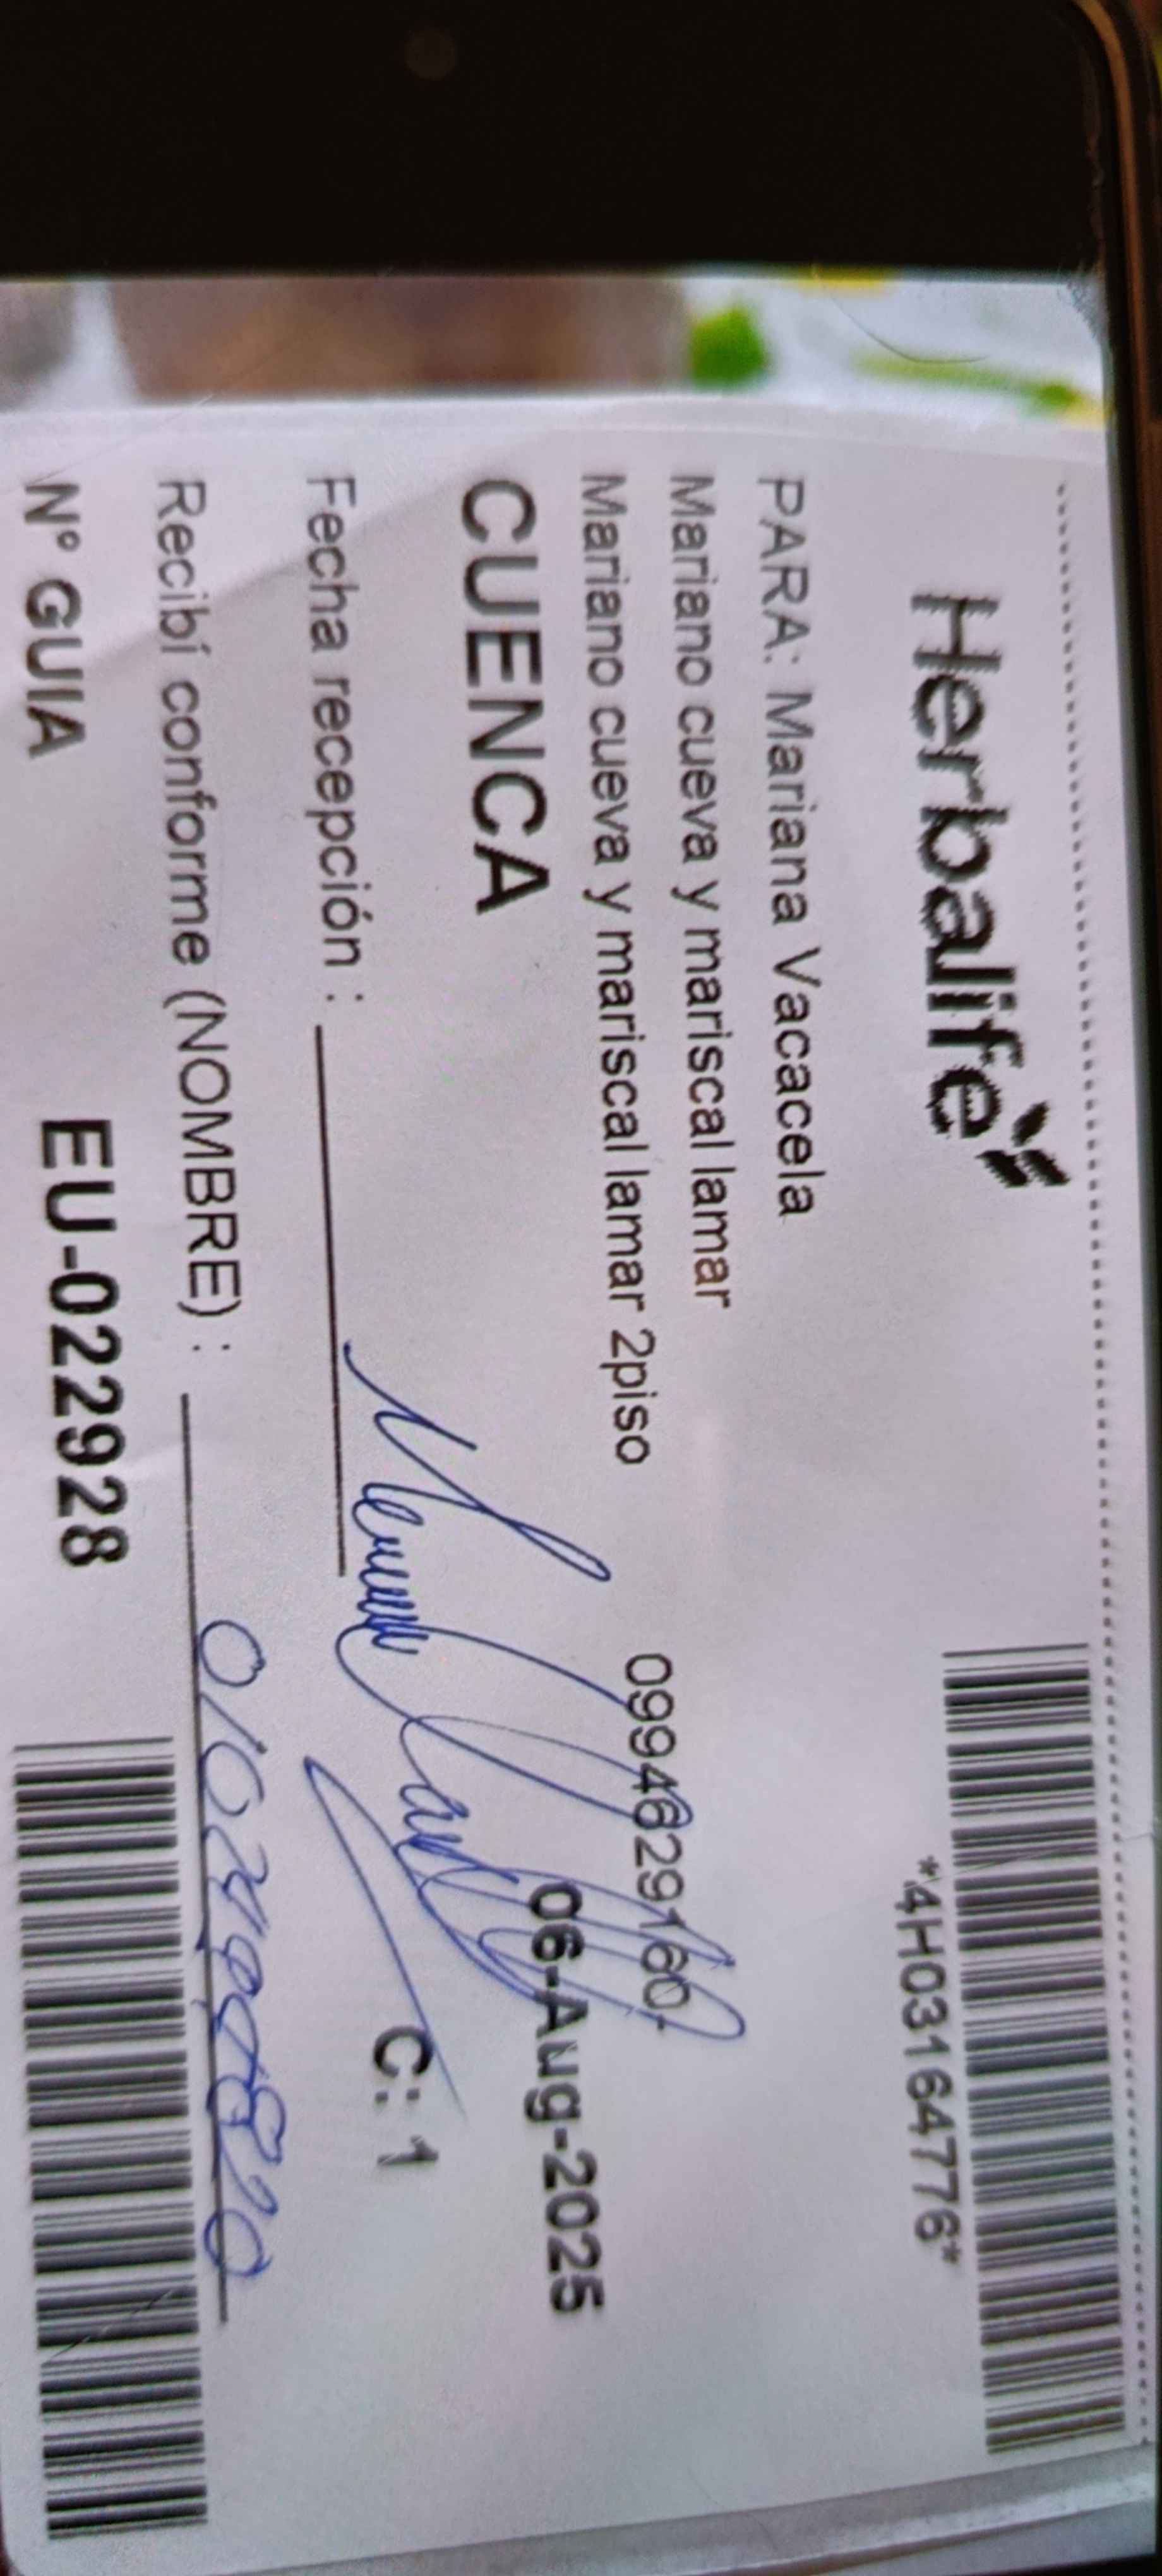 Herbalife
*4H03164776*
PARA: Mariana Vacacela
Mariano cueva y mariscal lamar
Mariano cueva y mariscal lamar 2piso
0994629160-
CUENCA
06-Aug-2025
Fecha recepción :
C: 1
Recibí conforme (NOMBRE) :
N° GUIA
EU-022928